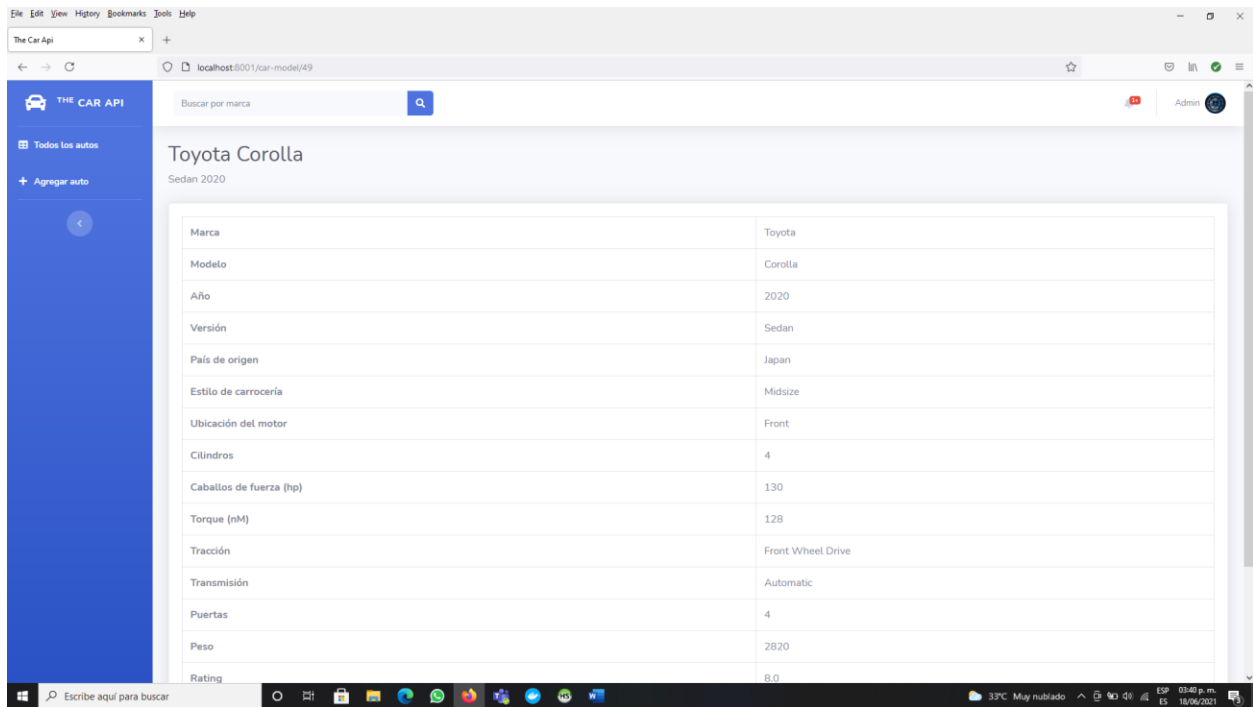 File Edit View History Bookmarks Tools Help
The Car Api
localhost:8001/car-model/49
THE CAR API
Buscar por marca
3+
Admin
Todos los autos
Agregar auto
Toyota Corolla
Sedan 2020
Marca Toyota
Modelo Corolla
Año 2020
Versión Sedan
País de origen Japan
Estilo de carrocería Midsize
Ubicación del motor Front
Cilindros 4
Caballos de fuerza (hp) 130
Torque (nM) 128
Tracción Front Wheel Drive
Transmisión Automatic
Puertas 4
Peso 2820
Rating 8.0
Escribe aquí para buscar
33°C Muy nublado
ESP 03:40 p. m.
ES 18/06/2021